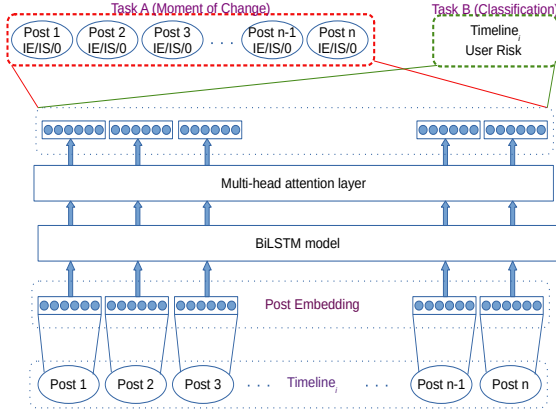 Task A (Moment of Change)
Task B (Classification)
Post 1 Post 2 Post 3 . . . Post n-1 Post n
IE/IS/0 IE/IS/0 IE/IS/0 IE/IS/0 IE/IS/0
Timelineᵢ
User Risk
Multi-head attention layer
BiLSTM model
Post Embedding
Post 1 Post 2 Post 3 . . . Timelineᵢ . . . Post n-1 Post n